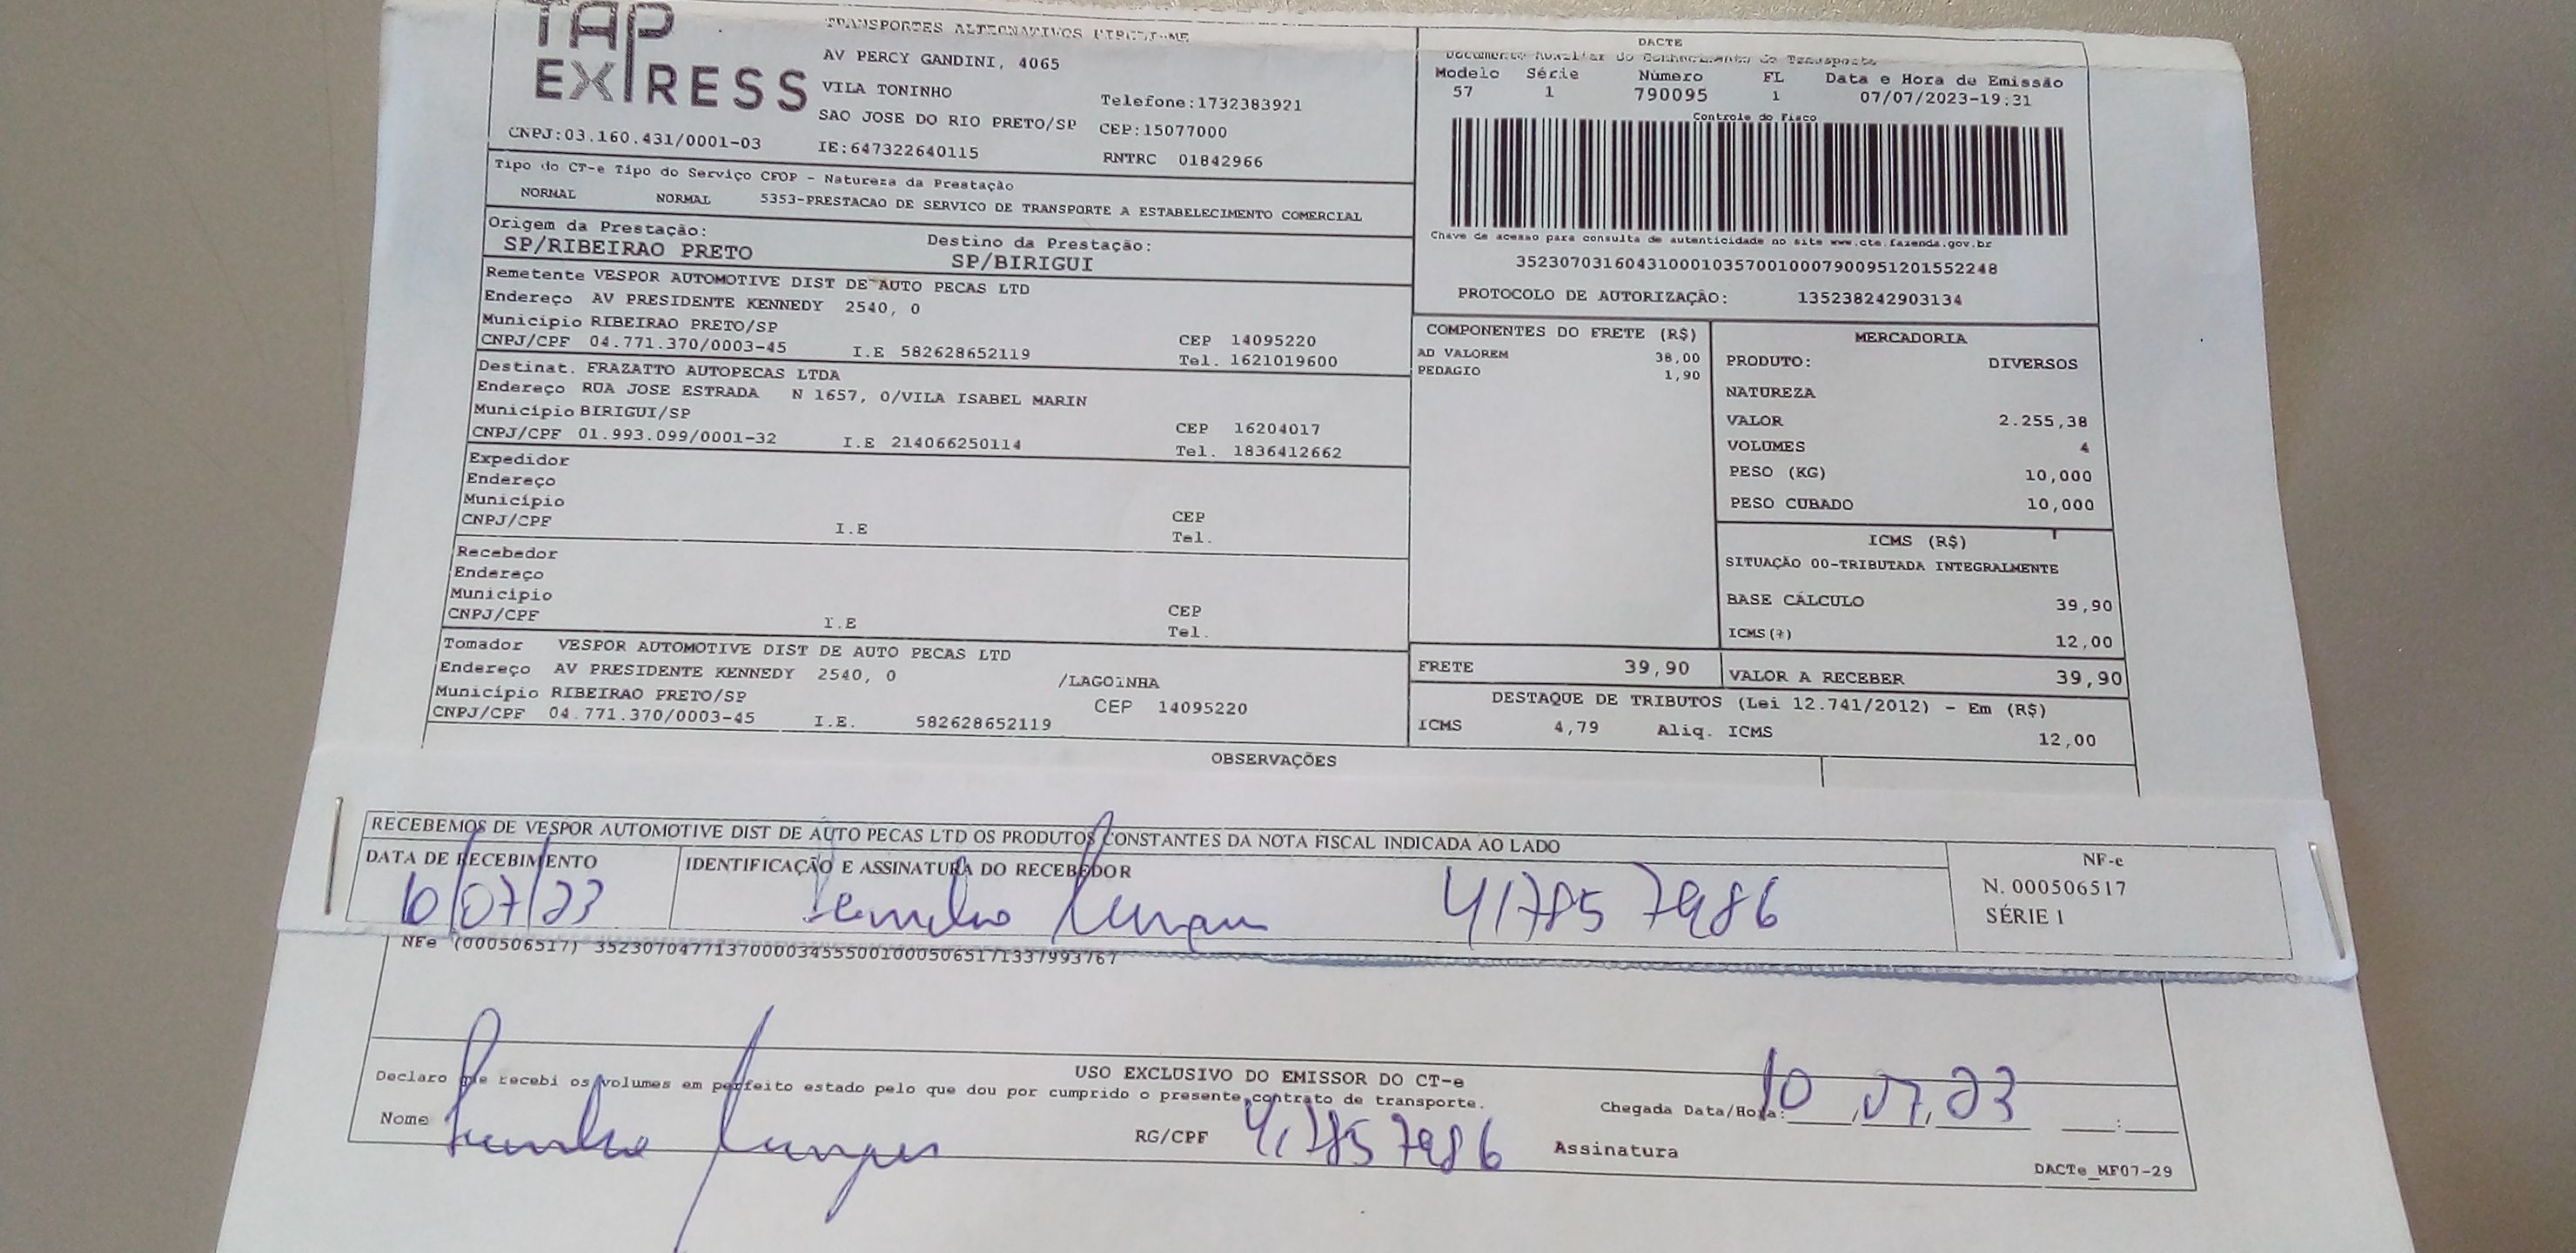 TAP
EXPRESS
CNPJ:03.160.431/0001-03
TRANSPORTES ALTERNATIVOS EIRELI-ME
AV PERCY GANDINI, 4065
VILA TONINHO
Telefone:1732383921
SAO JOSE DO RIO PRETO/SP CEP:15077000
IE:647322640115
RNTRC 01842966
DACTE
Documento Auxiliar do Conhecimento de Transporte
Modelo Série Número FL Data e Hora de Emissão
57 1 790095 1 07/07/2023-19:31
Controle do Fisco
Chave de acesso para consulta de autenticidade no site www.cte.fazenda.gov.br
35230703160431000103570010007900951201552248
PROTOCOLO DE AUTORIZAÇÃO: 135238242903134
Tipo do CT-e Tipo do Serviço CFOP - Natureza da Prestação
NORMAL NORMAL 5353-PRESTACAO DE SERVICO DE TRANSPORTE A ESTABELECIMENTO COMERCIAL
Origem da Prestação: Destino da Prestação:
SP/RIBEIRAO PRETO SP/BIRIGUI
Remetente VESPOR AUTOMOTIVE DIST DE AUTO PECAS LTD
Endereço AV PRESIDENTE KENNEDY 2540, 0
Município RIBEIRAO PRETO/SP CEP 14095220
CNPJ/CPF 04.771.370/0003-45 I.E 582628652119 Tel. 1621019600
Destinat. FRAZATTO AUTOPECAS LTDA
Endereço RUA JOSE ESTRADA N 1657, 0/VILA ISABEL MARIN
Município BIRIGUI/SP CEP 16204017
CNPJ/CPF 01.993.099/0001-32 I.E 214066250114 Tel. 1836412662
Expedidor
Endereço
Município CEP
CNPJ/CPF I.E Tel.
Recebedor
Endereço
Município CEP
CNPJ/CPF I.E Tel.
Tomador VESPOR AUTOMOTIVE DIST DE AUTO PECAS LTD
Endereço AV PRESIDENTE KENNEDY 2540, 0 /LAGOINHA
Município RIBEIRAO PRETO/SP CEP 14095220
CNPJ/CPF 04.771.370/0003-45 I.E. 582628652119
COMPONENTES DO FRETE (R$)
AD VALOREM 38,00
PEDAGIO 1,90
MERCADORIA
PRODUTO: DIVERSOS
NATUREZA
VALOR 2.255,38
VOLUMES 4
PESO (KG) 10,000
PESO CUBADO 10,000
ICMS (R$)
SITUAÇÃO 00-TRIBUTADA INTEGRALMENTE
BASE CÁLCULO 39,90
ICMS(%) 12,00
FRETE 39,90 VALOR A RECEBER 39,90
DESTAQUE DE TRIBUTOS (Lei 12.741/2012) - Em (R$)
ICMS 4,79 Aliq. ICMS 12,00
OBSERVAÇÕES
RECEBEMOS DE VESPOR AUTOMOTIVE DIST DE AUTO PECAS LTD OS PRODUTOS CONSTANTES DA NOTA FISCAL INDICADA AO LADO
DATA DE RECEBIMENTO IDENTIFICAÇÃO E ASSINATURA DO RECEBEDOR
10/07/23 417857986
NF-e
N. 000506517
SÉRIE 1
NFe (000506517) 35230704771370000345550010005065171337993767
USO EXCLUSIVO DO EMISSOR DO CT-e
Declaro que recebi os volumes em perfeito estado pelo que dou por cumprido o presente contrato de transporte.
Chegada Data/Hora: 10 07 23 :
Nome RG/CPF 417857986 Assinatura
DACTe_MF07-29